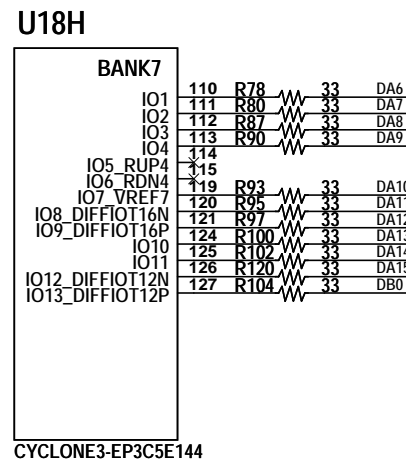 U18H
BANK7
IO1 110 R78 33 DA6
IO2 111 R80 33 DA7
IO3 112 R87 33 DA8
IO4 113 R90 33 DA9
IO5_RUP4 114
IO6_RDN4 115
IO7_VREF7 119 R93 33 DA10
IO8_DIFFIOT16N 120 R95 33 DA11
IO9_DIFFIOT16P 121 R97 33 DA12
IO10 124 R100 33 DA13
IO11 125 R102 33 DA14
IO12_DIFFIOT12N 126 R120 33 DA15
IO13_DIFFIOT12P 127 R104 33 DB0
CYCLONE3-EP3C5E144